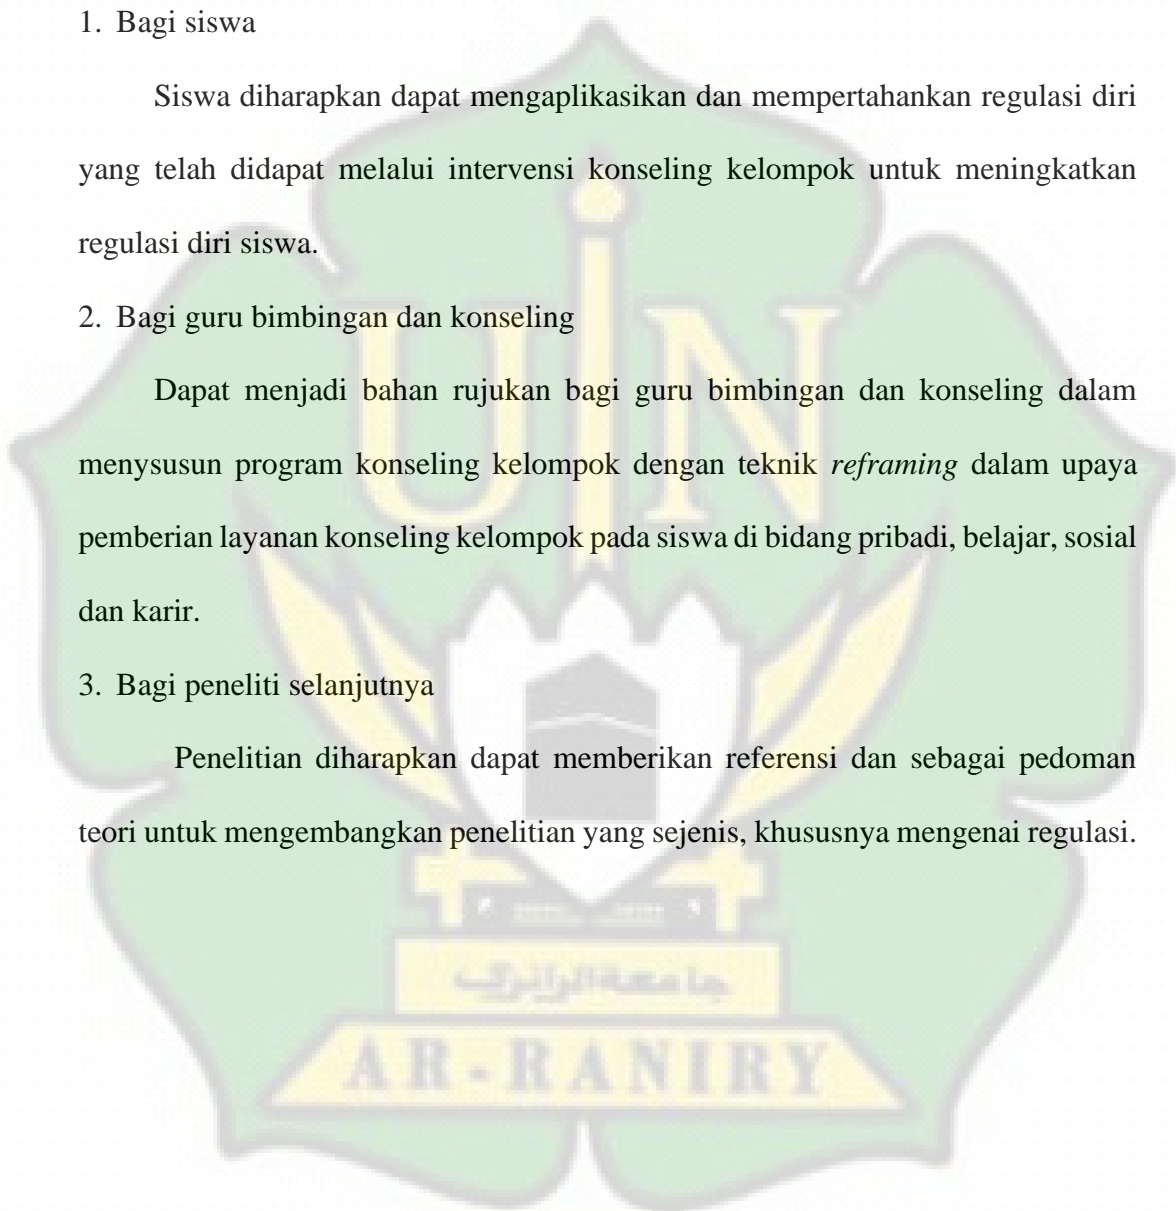 1. Bagi siswa
Siswa diharapkan dapat mengaplikasikan dan mempertahankan regulasi diri
yang telah didapat melalui intervensi konseling kelompok untuk meningkatkan
regulasi diri siswa.
2. Bagi guru bimbingan dan konseling
Dapat menjadi bahan rujukan bagi guru bimbingan dan konseling dalam
menysusun program konseling kelompok dengan teknik reframing dalam upaya
pemberian layanan konseling kelompok pada siswa di bidang pribadi, belajar, sosial
dan karir.
3. Bagi peneliti selanjutnya
Penelitian diharapkan dapat memberikan referensi dan sebagai pedoman
teori untuk mengembangkan penelitian yang sejenis, khususnya mengenai regulasi.
UIN
جامعة الرانري
AR-RANIRY